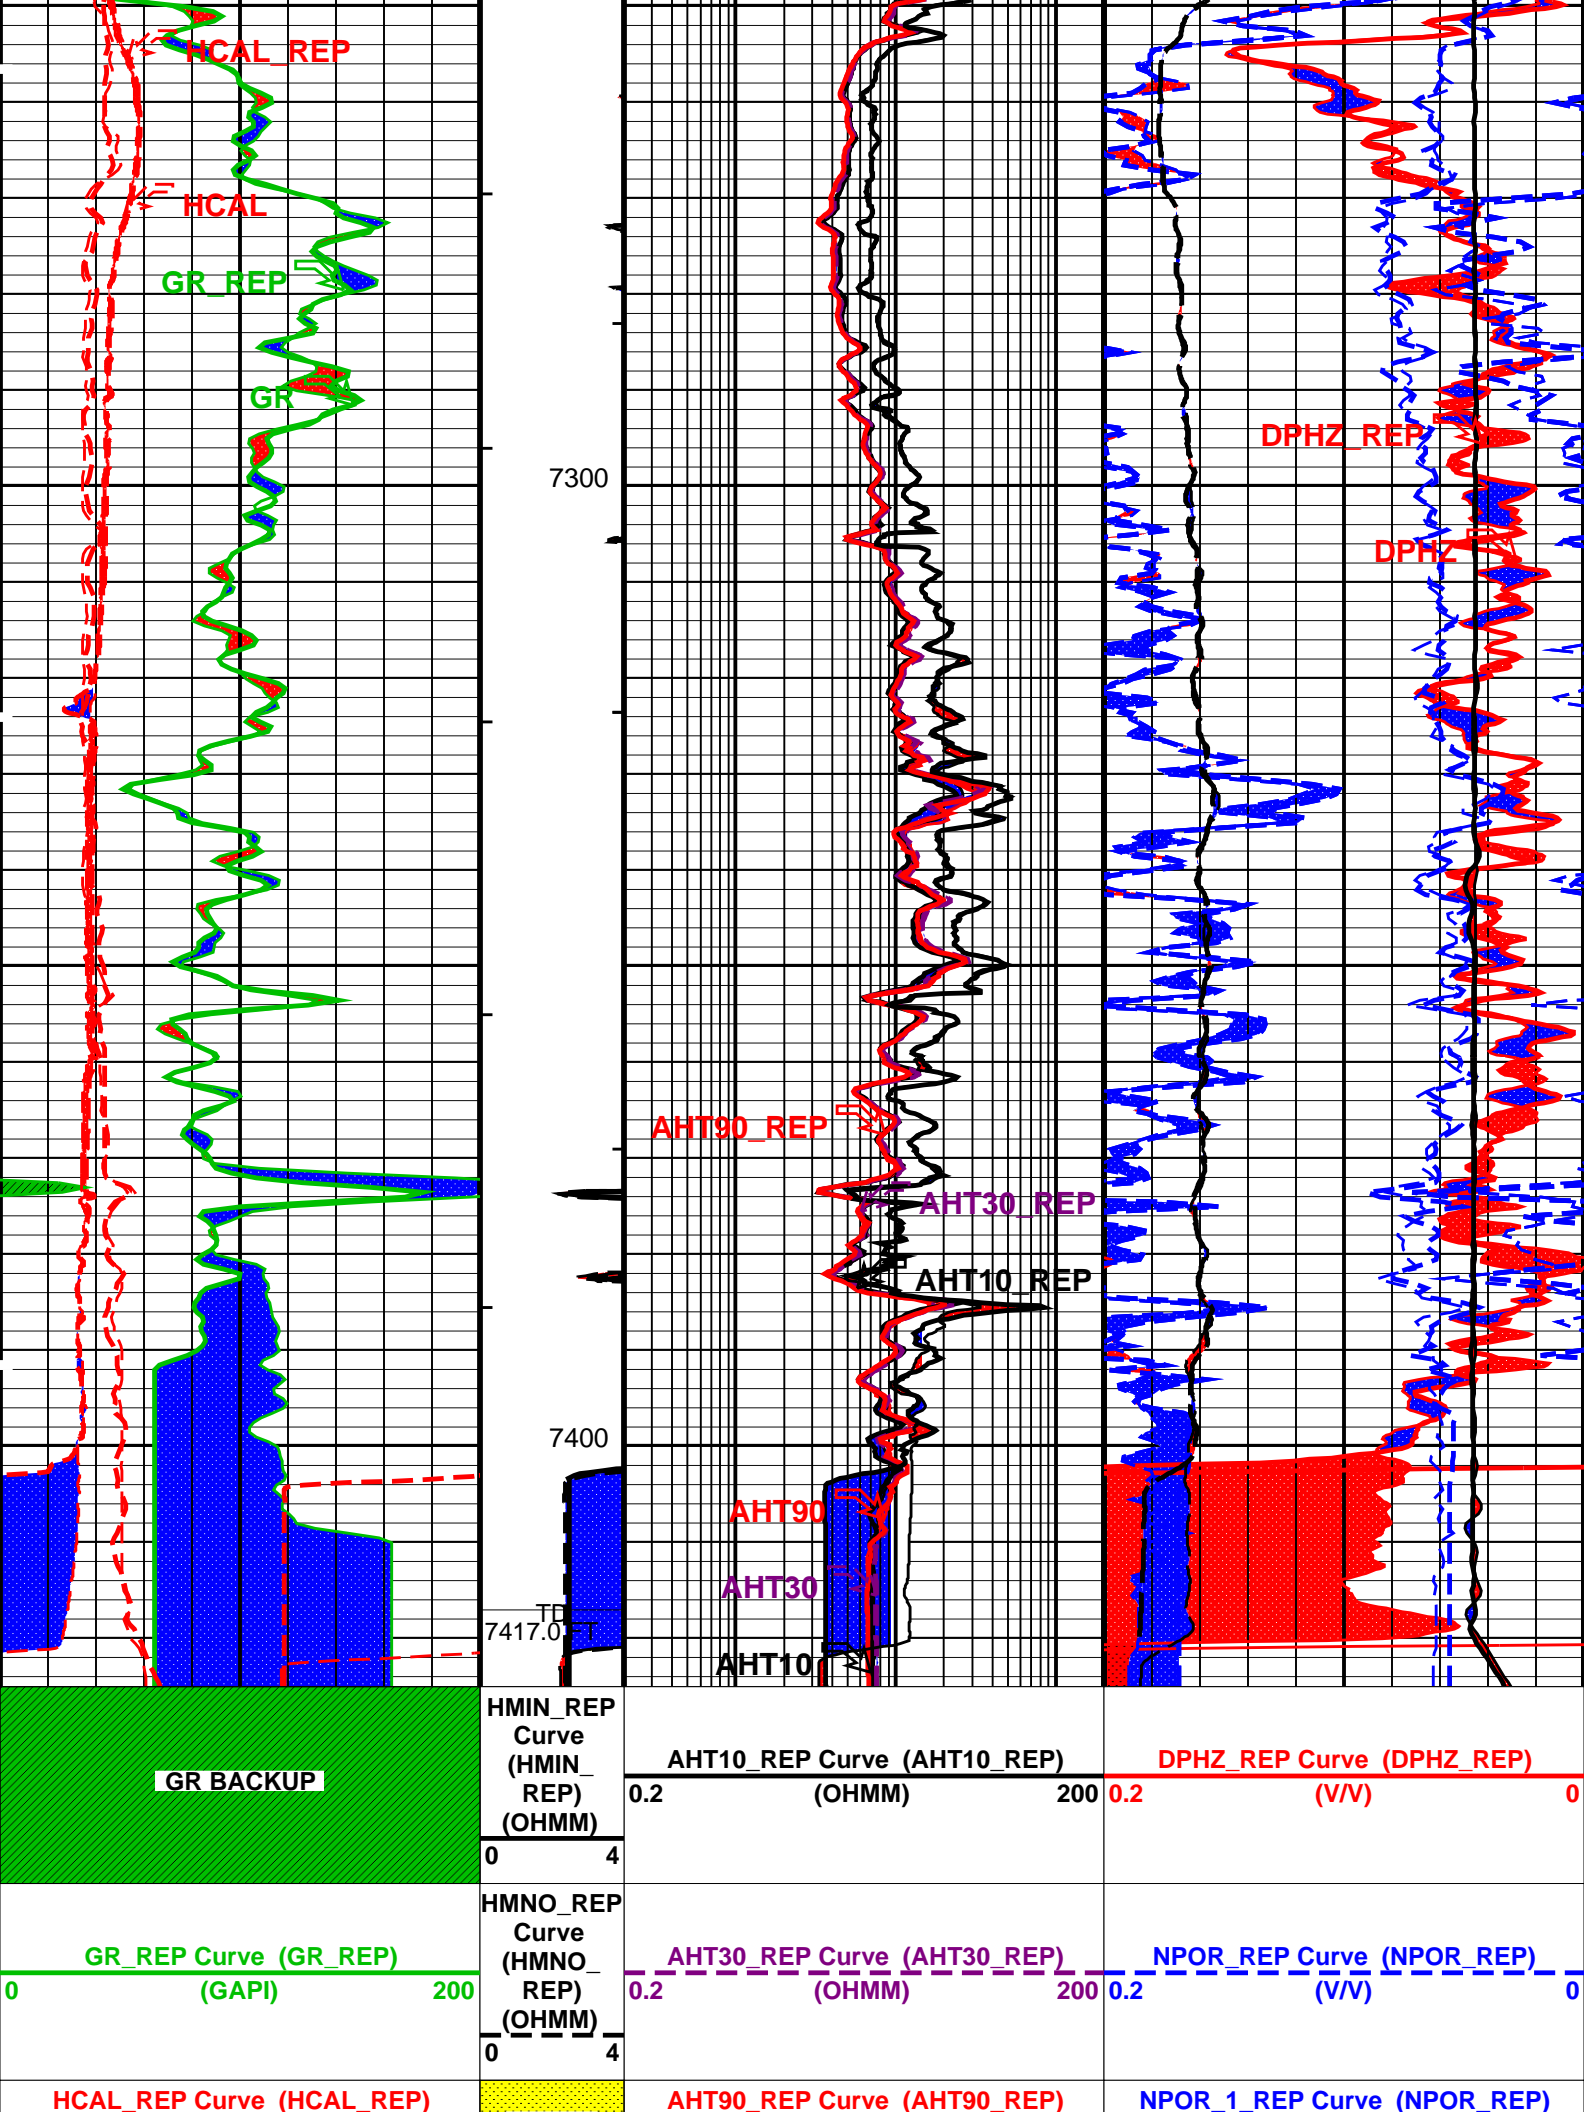 HCAL_REP
HCAL
GR_REP
GR
DPHZ_REP
7300
DPHZ
AHT90_REP
AHT30_REP
AHT10_REP
7400
AHT90
AHT30
TD
7417.0 FT
AHT10
GR BACKUP
HMIN_REP
Curve
(HMIN_
REP)
(OHMM)
0 4
AHT10_REP Curve (AHT10_REP)
0.2 (OHMM) 200
DPHZ_REP Curve (DPHZ_REP)
0.2 (V/V) 0
GR_REP Curve (GR_REP)
0 (GAPI) 200
HMNO_REP
Curve
(HMNO_
REP)
(OHMM)
0 4
AHT30_REP Curve (AHT30_REP)
0.2 (OHMM) 200
NPOR_REP Curve (NPOR_REP)
0.2 (V/V) 0
HCAL_REP Curve (HCAL_REP)
AHT90_REP Curve (AHT90_REP)
NPOR_1_REP Curve (NPOR_REP)